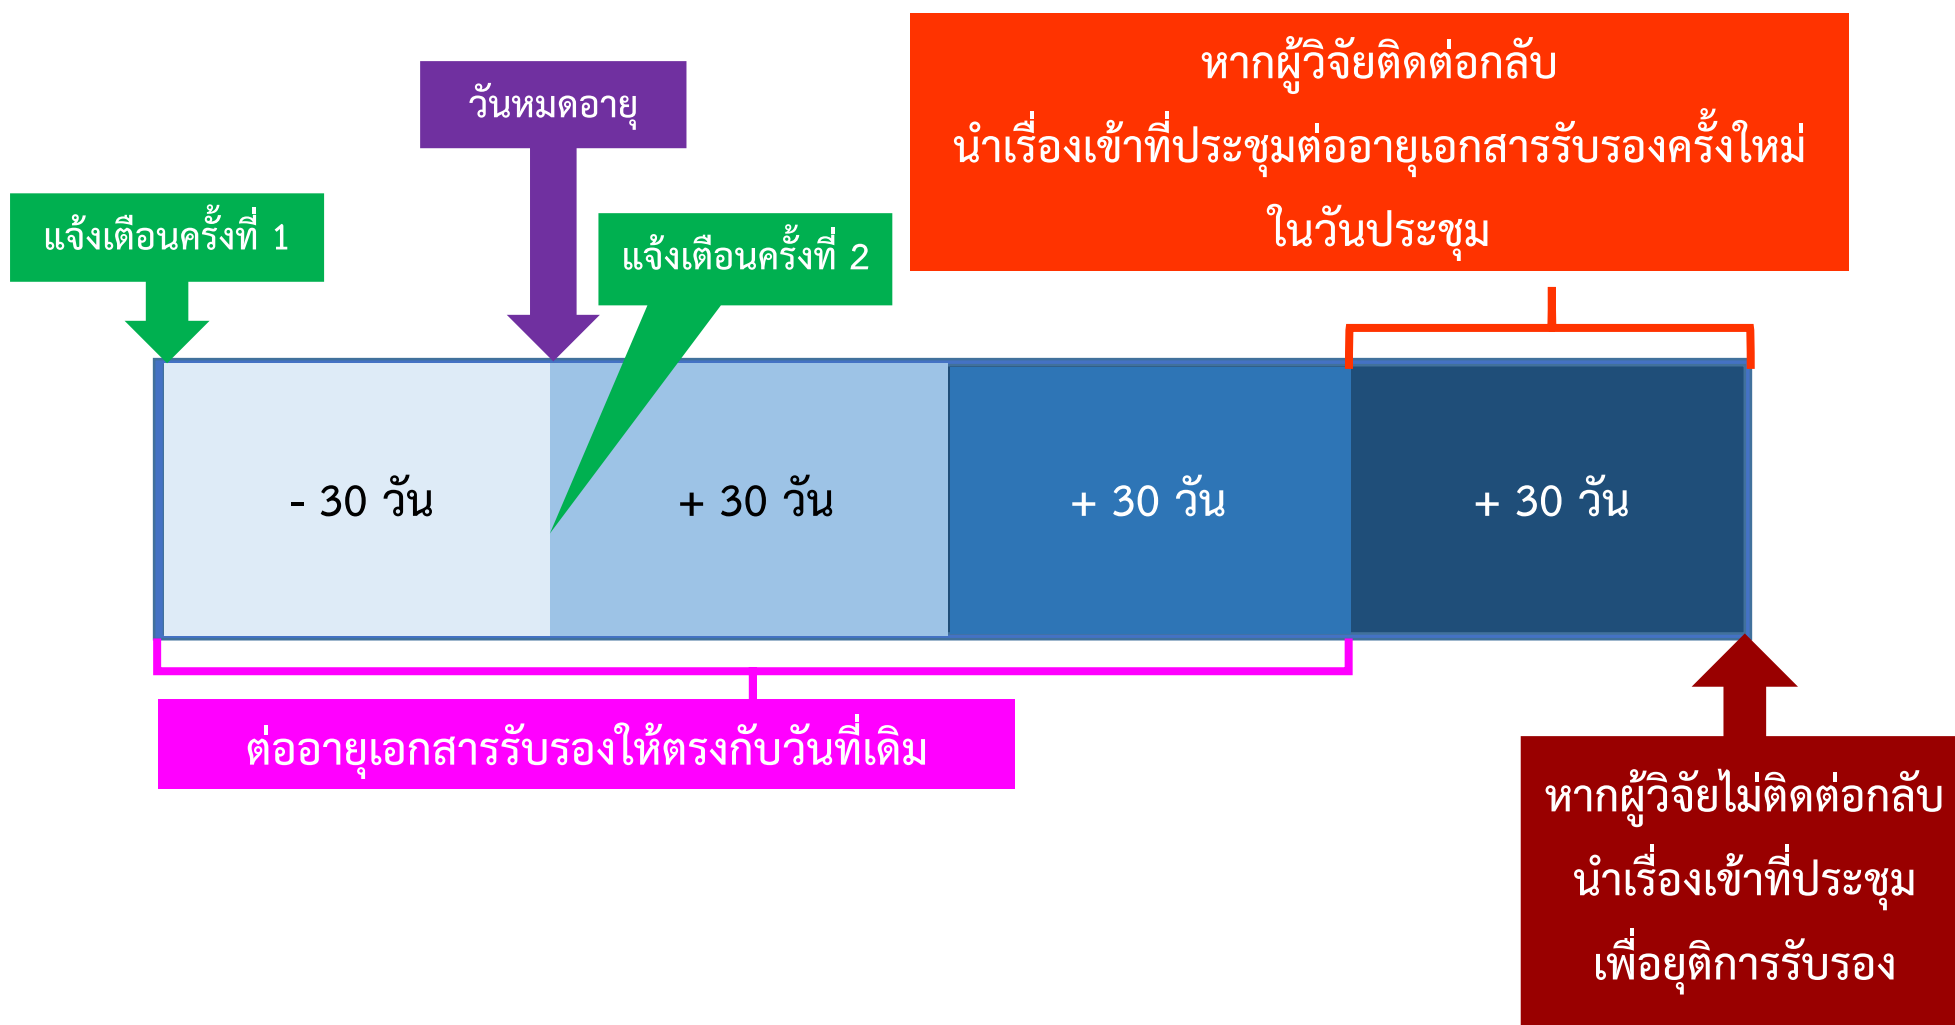 หากผู้วิจัยติดต่อกลับ
นำเรื่องเข้าที่ประชุมต่ออายุเอกสารรับรองครั้งใหม่
ในวันประชุม
วันหมดอายุ
แจ้งเตือนครั้งที่ 1
แจ้งเตือนครั้งที่ 2
- 30 วัน
+ 30 วัน
+ 30 วัน
+ 30 วัน
ต่ออายุเอกสารรับรองให้ตรงกับวันที่เดิม
หากผู้วิจัยไม่ติดต่อกลับ
นำเรื่องเข้าที่ประชุม
เพื่อยุติการรับรอง